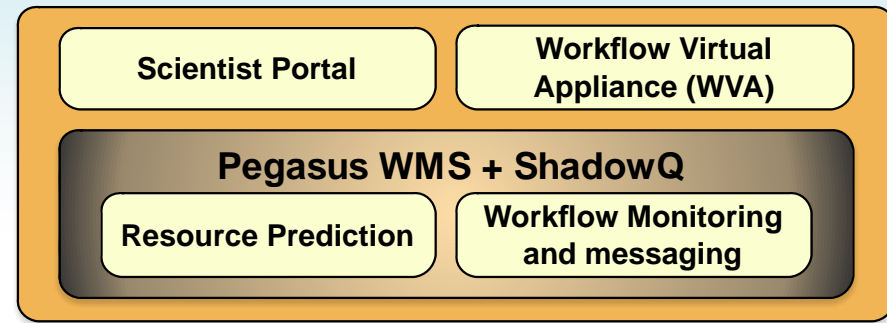 Scientist Portal
Workflow Virtual
Appliance (WVA)
Pegasus WMS + ShadowQ
Resource Prediction
Workflow Monitoring
and messaging